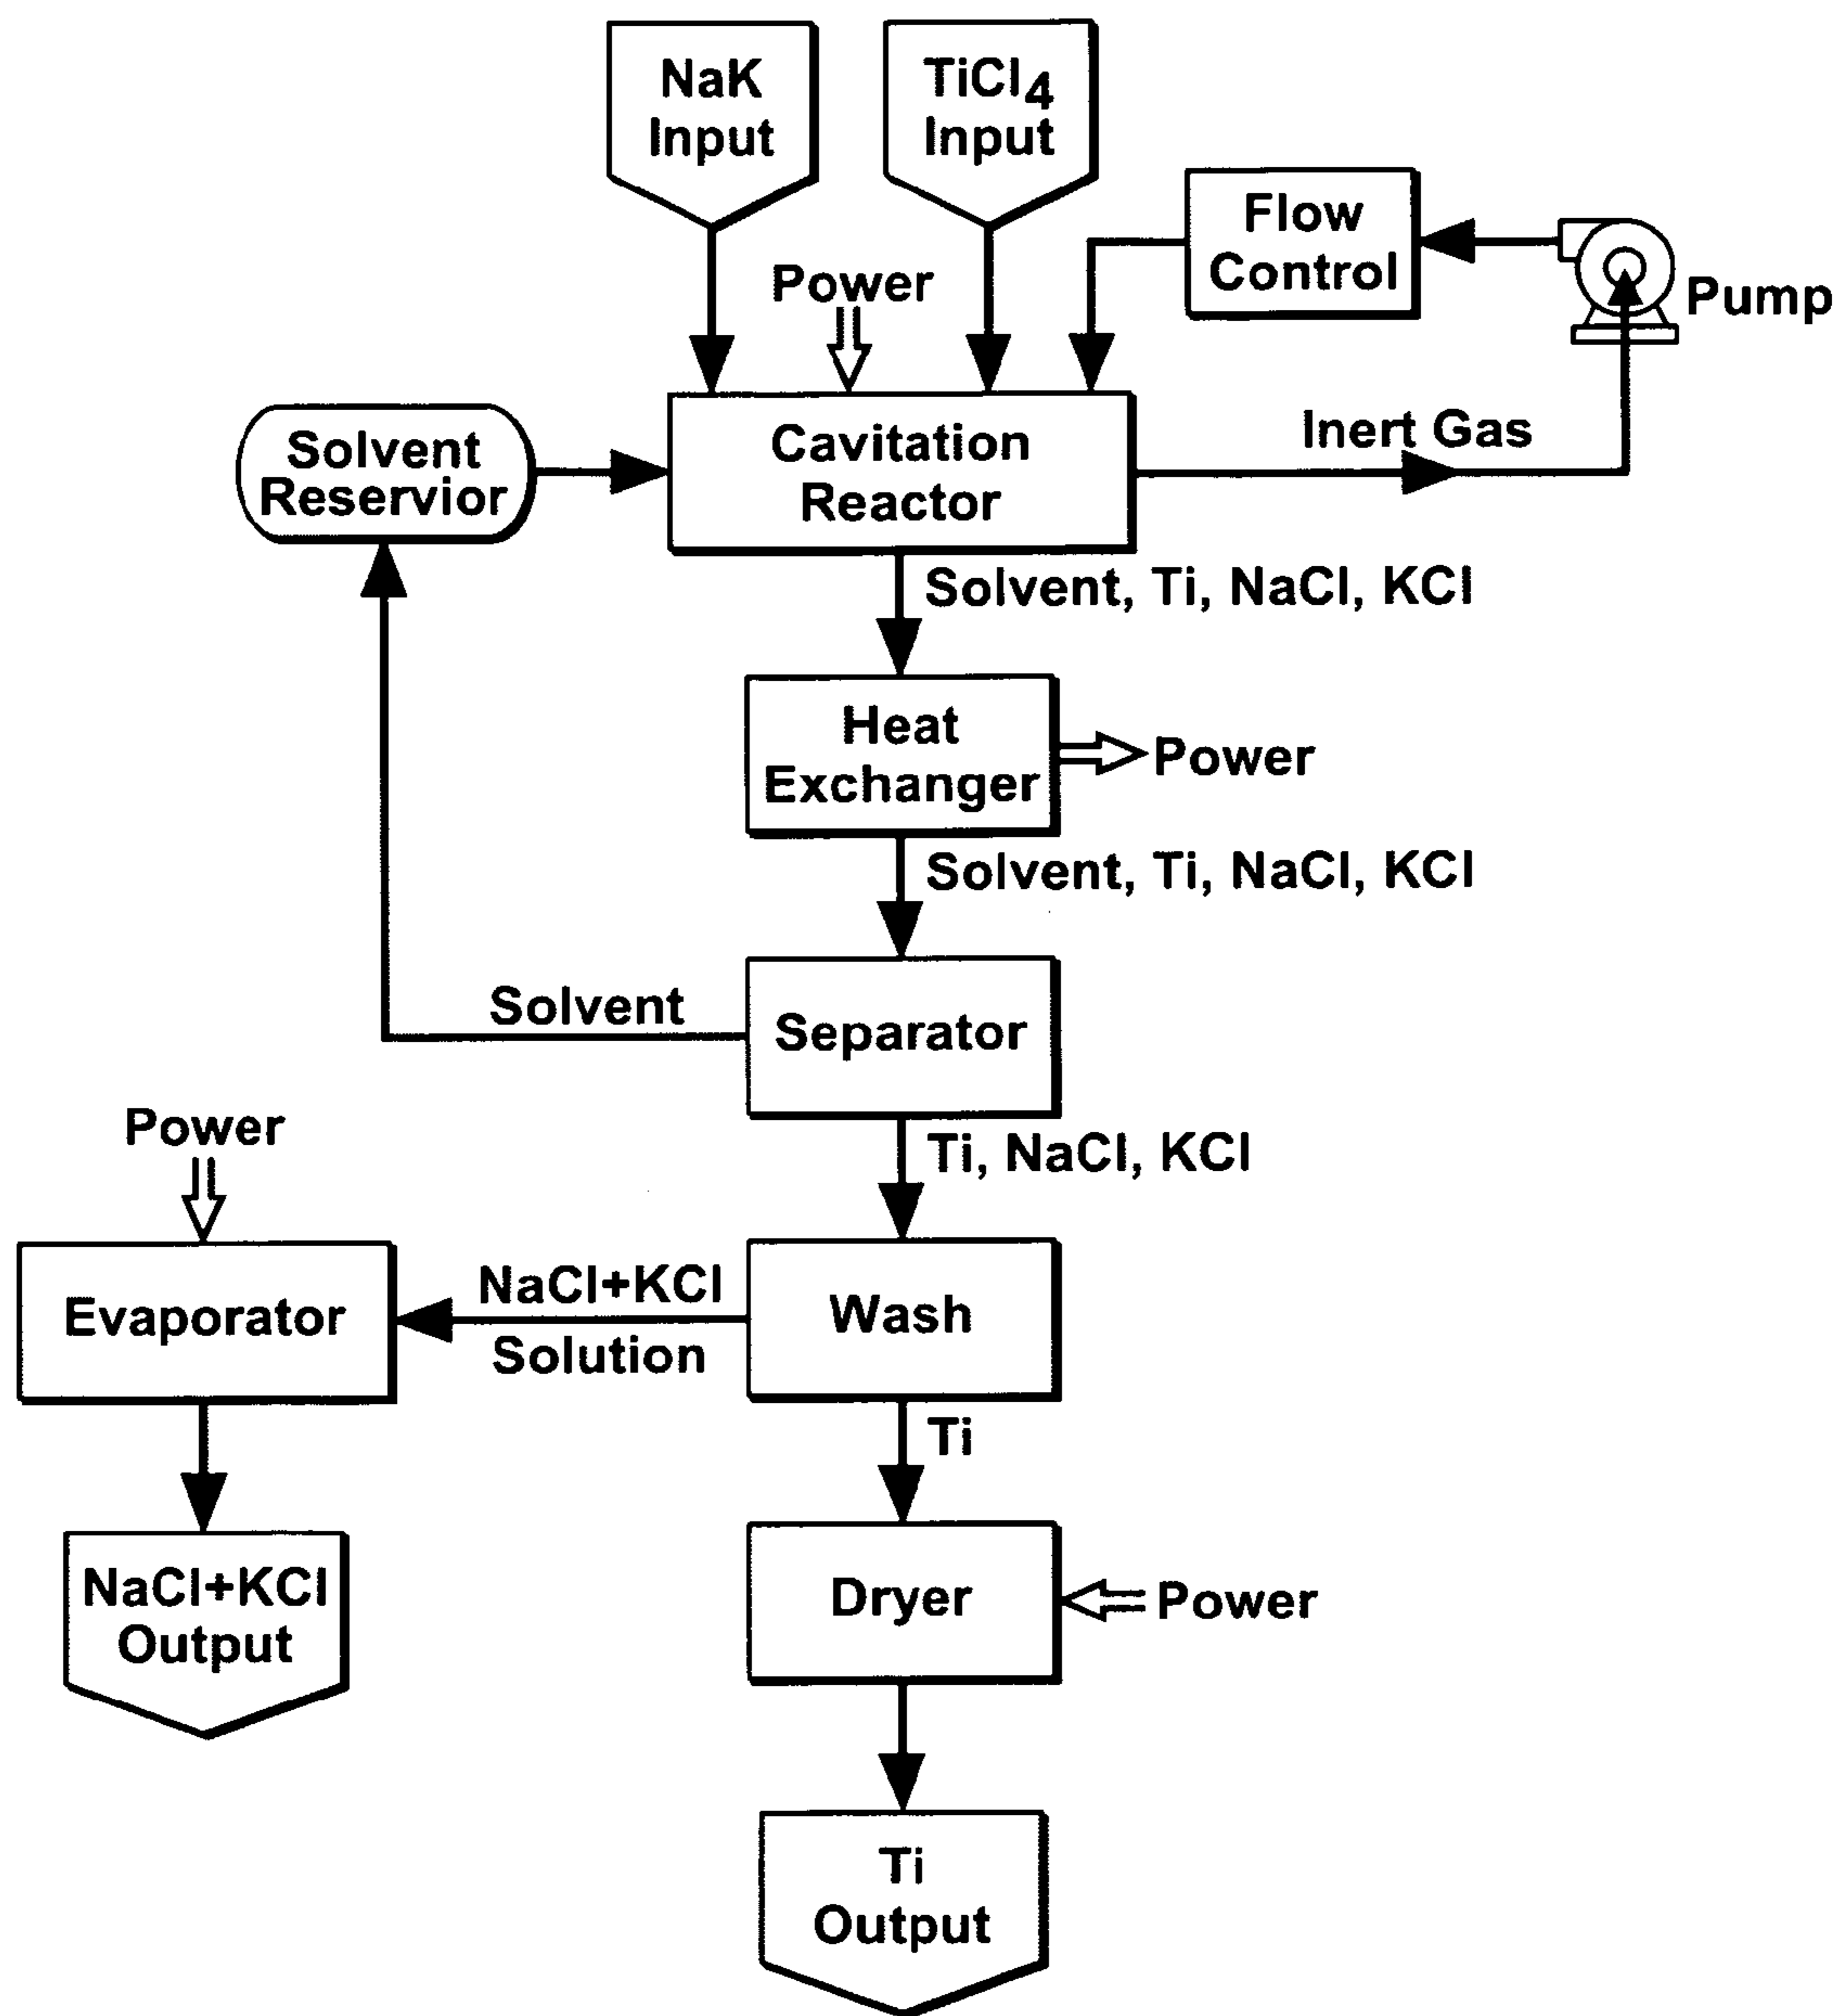 NaK
Input
TiCl4
Input
Flow
Control
Pump
Power
Solvent
Reservior
Cavitation
Reactor
Inert Gas
Solvent, Ti, NaCl, KCl
Heat
Exchanger
Power
Solvent, Ti, NaCl, KCl
Solvent
Separator
Power
Ti, NaCl, KCl
Evaporator
NaCl+KCl
Solution
Wash
Ti
NaCl+KCl
Output
Dryer
Power
Ti
Output